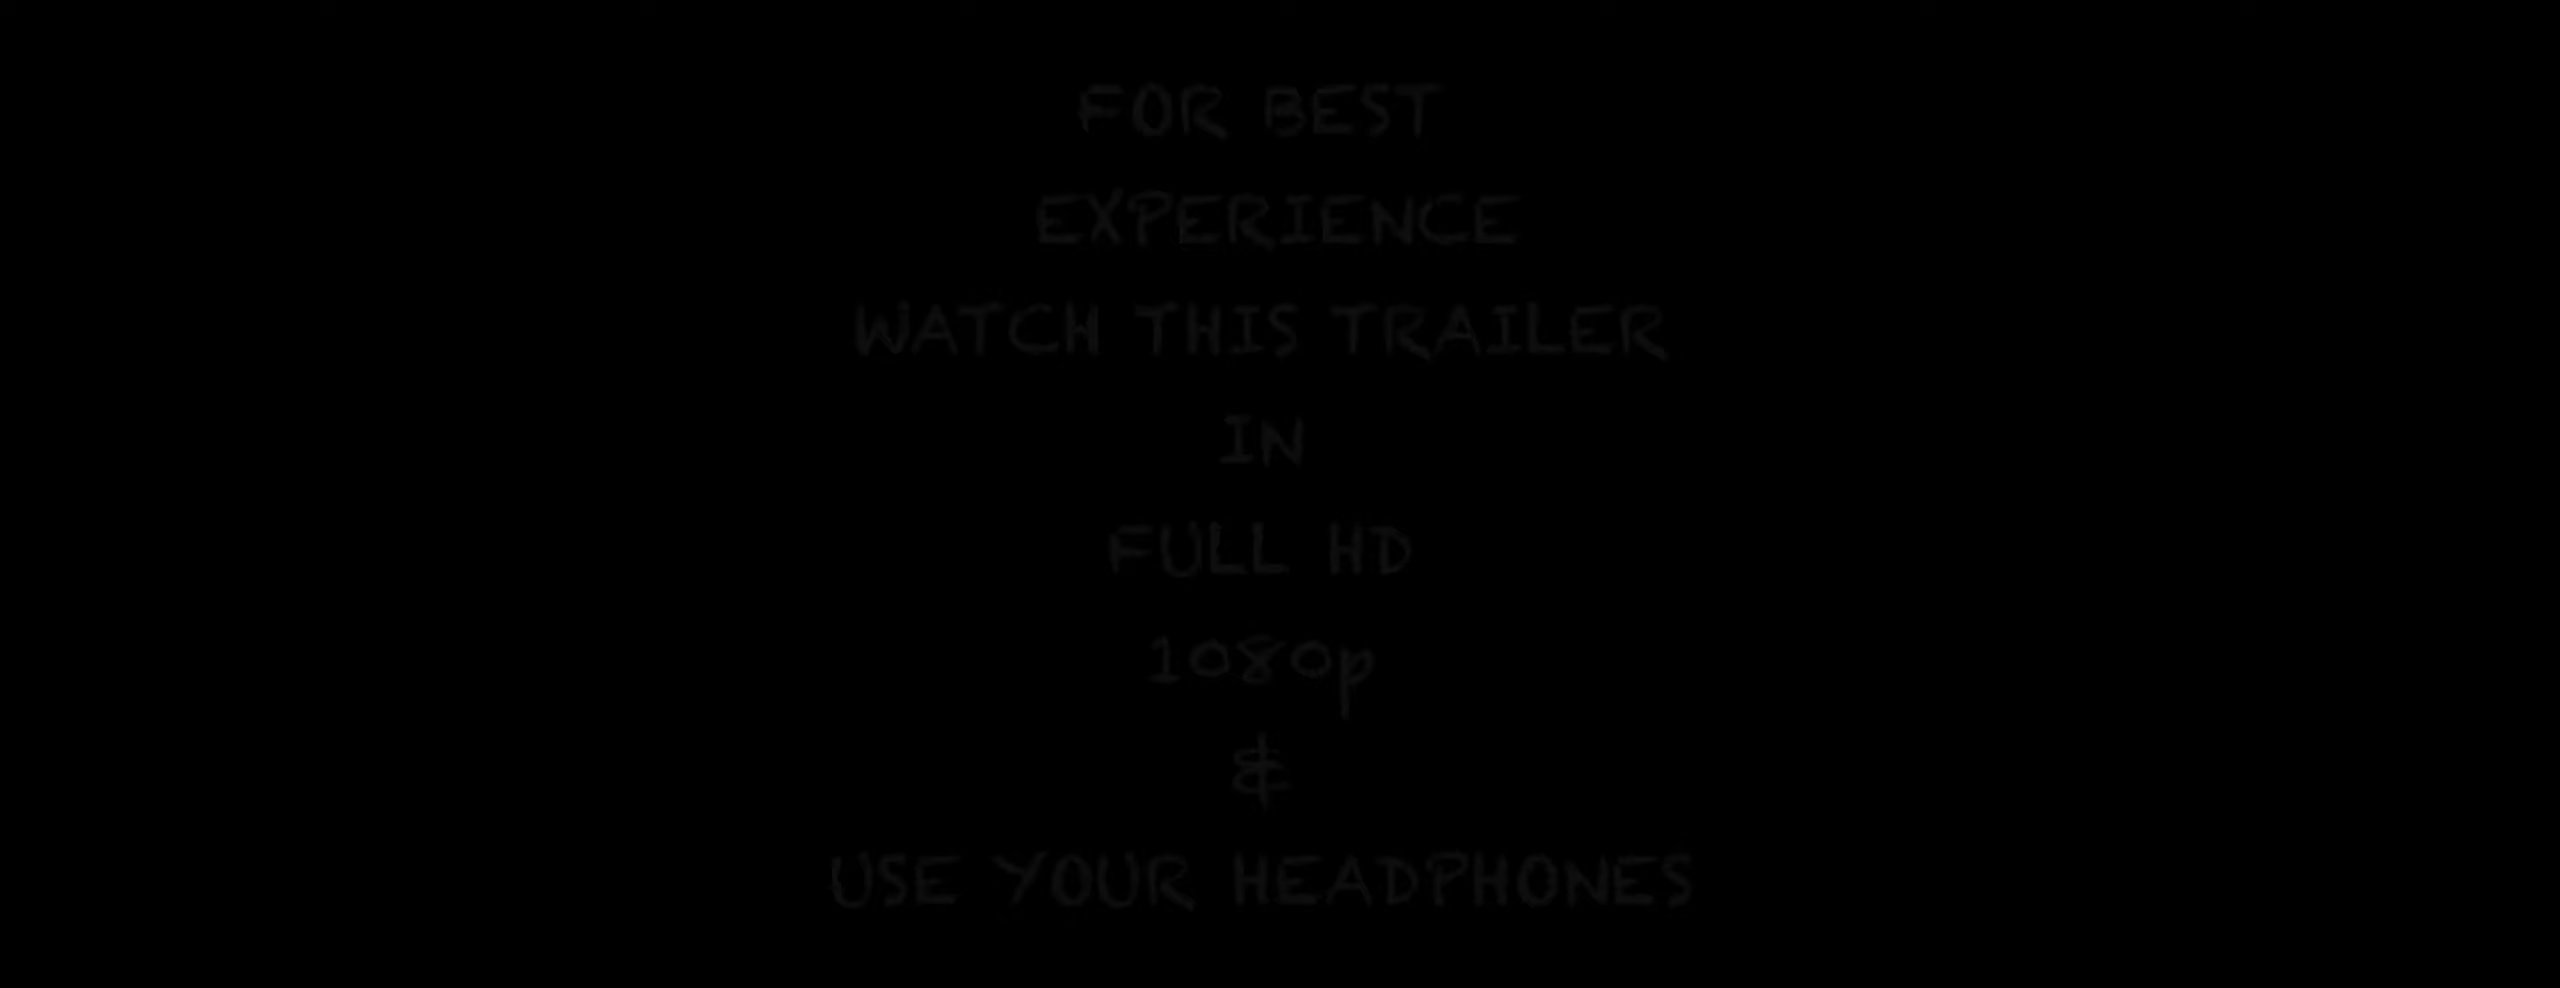 FOR BEST
EXPERIENCE
WATCH THIS TRAILER
IN
FULL HD
1080p
&
USE YOUR HEADPHONES